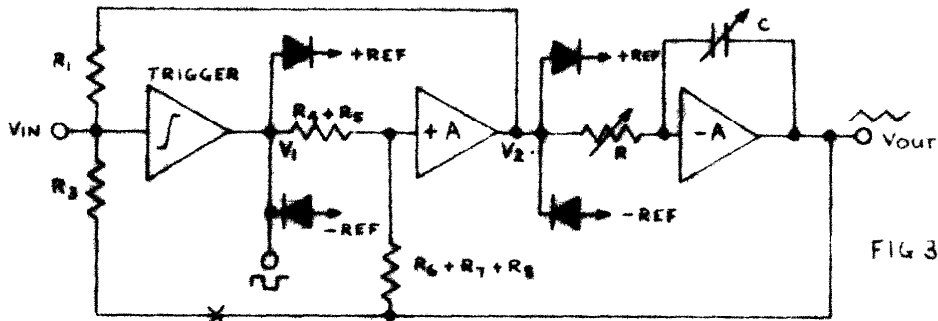 C
R1
TRIGGER
+REF
+REF
R4+R5
VIN
+A
-A
V1
V2.
R
VOUT
R3
-REF
-REF
R6+R7+R8
FIG 3